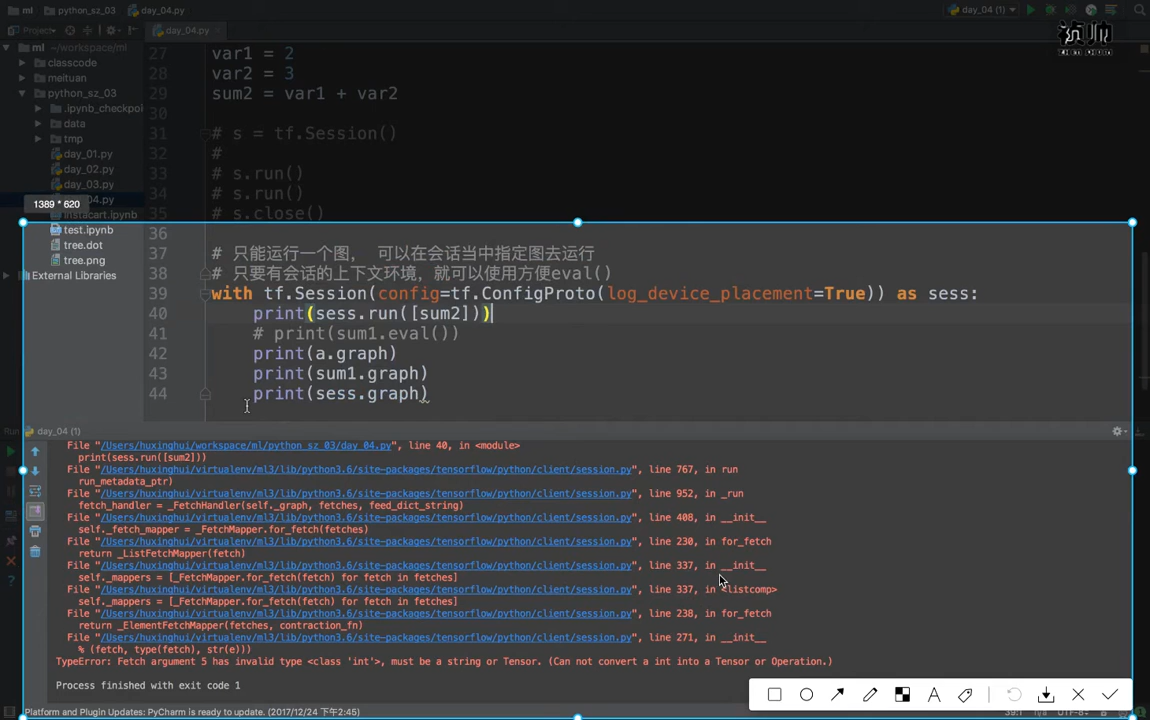 ml
python_sz_03
day_04.py
day_04 (1)
Project
day_04.py
ml ~/workspace/ml
classcode
meituan
python_sz_03
.ipynb_checkpoi
data
tmp
day_01.py
day_02.py
day_03.py
04.py
instacart.ipynb
test.ipynb
tree.dot
tree.png
External Libraries
1389 * 620
27 var1 = 2
28 var2 = 3
29 sum2 = var1 + var2
30
31 # s = tf.Session()
32 #
33 # s.run()
34 # s.run()
35 # s.close()
36
37 # 只能运行一个图， 可以在会话当中指定图去运行
38 # 只要有会话的上下文环境，就可以使用方便eval()
39 with tf.Session(config=tf.ConfigProto(log_device_placement=True)) as sess:
40 print(sess.run([sum2]))
41 # print(sum1.eval())
42 print(a.graph)
43 print(sum1.graph)
44 print(sess.graph)
Run day_04 (1)
File "/Users/huxinghui/workspace/ml/python_sz_03/day_04.py", line 40, in <module>
print(sess.run([sum2]))
File "/Users/huxinghui/virtualenv/ml3/lib/python3.6/site-packages/tensorflow/python/client/session.py", line 767, in run
run_metadata_ptr)
File "/Users/huxinghui/virtualenv/ml3/lib/python3.6/site-packages/tensorflow/python/client/session.py", line 952, in _run
fetch_handler = _FetchHandler(self._graph, fetches, feed_dict_string)
File "/Users/huxinghui/virtualenv/ml3/lib/python3.6/site-packages/tensorflow/python/client/session.py", line 408, in __init__
self._fetch_mapper = _FetchMapper.for_fetch(fetches)
File "/Users/huxinghui/virtualenv/ml3/lib/python3.6/site-packages/tensorflow/python/client/session.py", line 230, in for_fetch
return _ListFetchMapper(fetch)
File "/Users/huxinghui/virtualenv/ml3/lib/python3.6/site-packages/tensorflow/python/client/session.py", line 337, in __init__
self._mappers = [_FetchMapper.for_fetch(fetch) for fetch in fetches]
File "/Users/huxinghui/virtualenv/ml3/lib/python3.6/site-packages/tensorflow/python/client/session.py", line 337, in <listcomp>
self._mappers = [_FetchMapper.for_fetch(fetch) for fetch in fetches]
File "/Users/huxinghui/virtualenv/ml3/lib/python3.6/site-packages/tensorflow/python/client/session.py", line 238, in for_fetch
return _ElementFetchMapper(fetches, contraction_fn)
File "/Users/huxinghui/virtualenv/ml3/lib/python3.6/site-packages/tensorflow/python/client/session.py", line 271, in __init__
% (fetch, type(fetch), str(e)))
TypeError: Fetch argument 5 has invalid type <class 'int'>, must be a string or Tensor. (Can not convert a int into a Tensor or Operation.)
Process finished with exit code 1
Platform and Plugin Updates: PyCharm is ready to update. (2017/12/24 下午2:45)